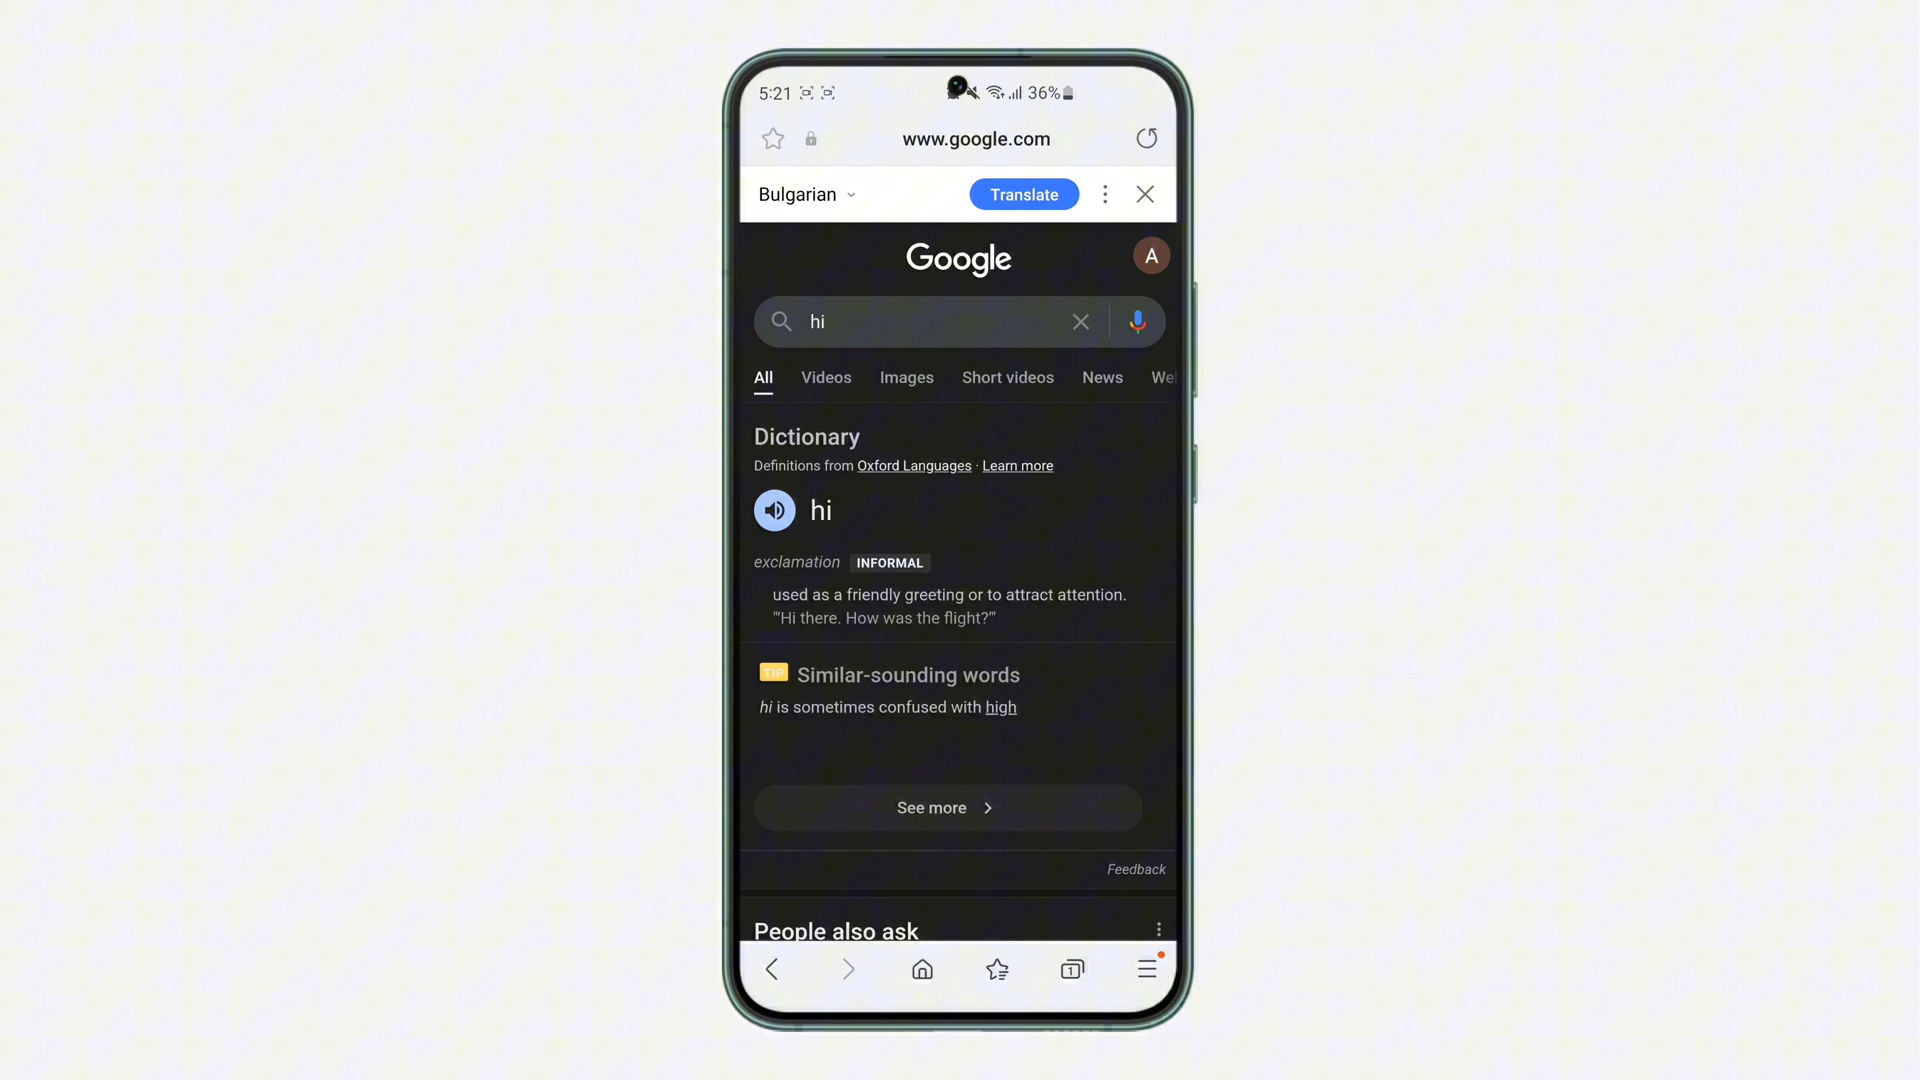 5:21 36%
www.google.com
Bulgarian Translate
Google A
hi
All Videos Images Short videos News
Dictionary
Definitions from Oxford Languages · Learn more
hi
exclamation INFORMAL
used as a friendly greeting or to attract attention.
"“Hi there. How was the flight?”"
TIP Similar-sounding words
hi is sometimes confused with high
See more
Feedback
People also ask
1